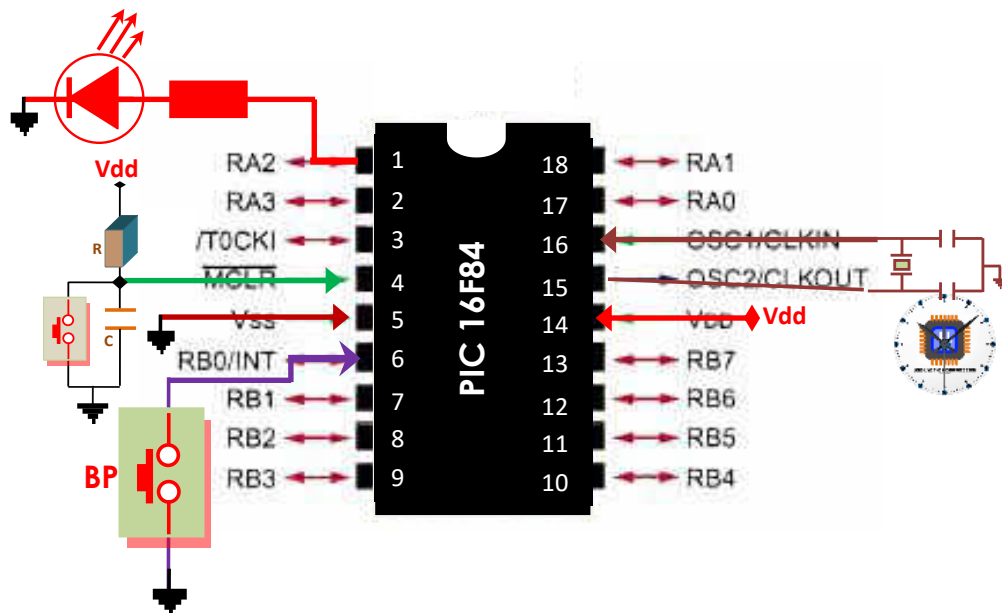 Vdd
R
C
BP
RA2
RA3
/T0CKI
MCLR
Vss
RB0/INT
RB1
RB2
RB3
1
2
3
4
5
6
7
8
9
PIC 16F84
18
17
16
15
14
13
12
11
10
RA1
RA0
OSC1/CLKIN
OSC2/CLKOUT
VDD
Vdd
RB7
RB6
RB5
RB4